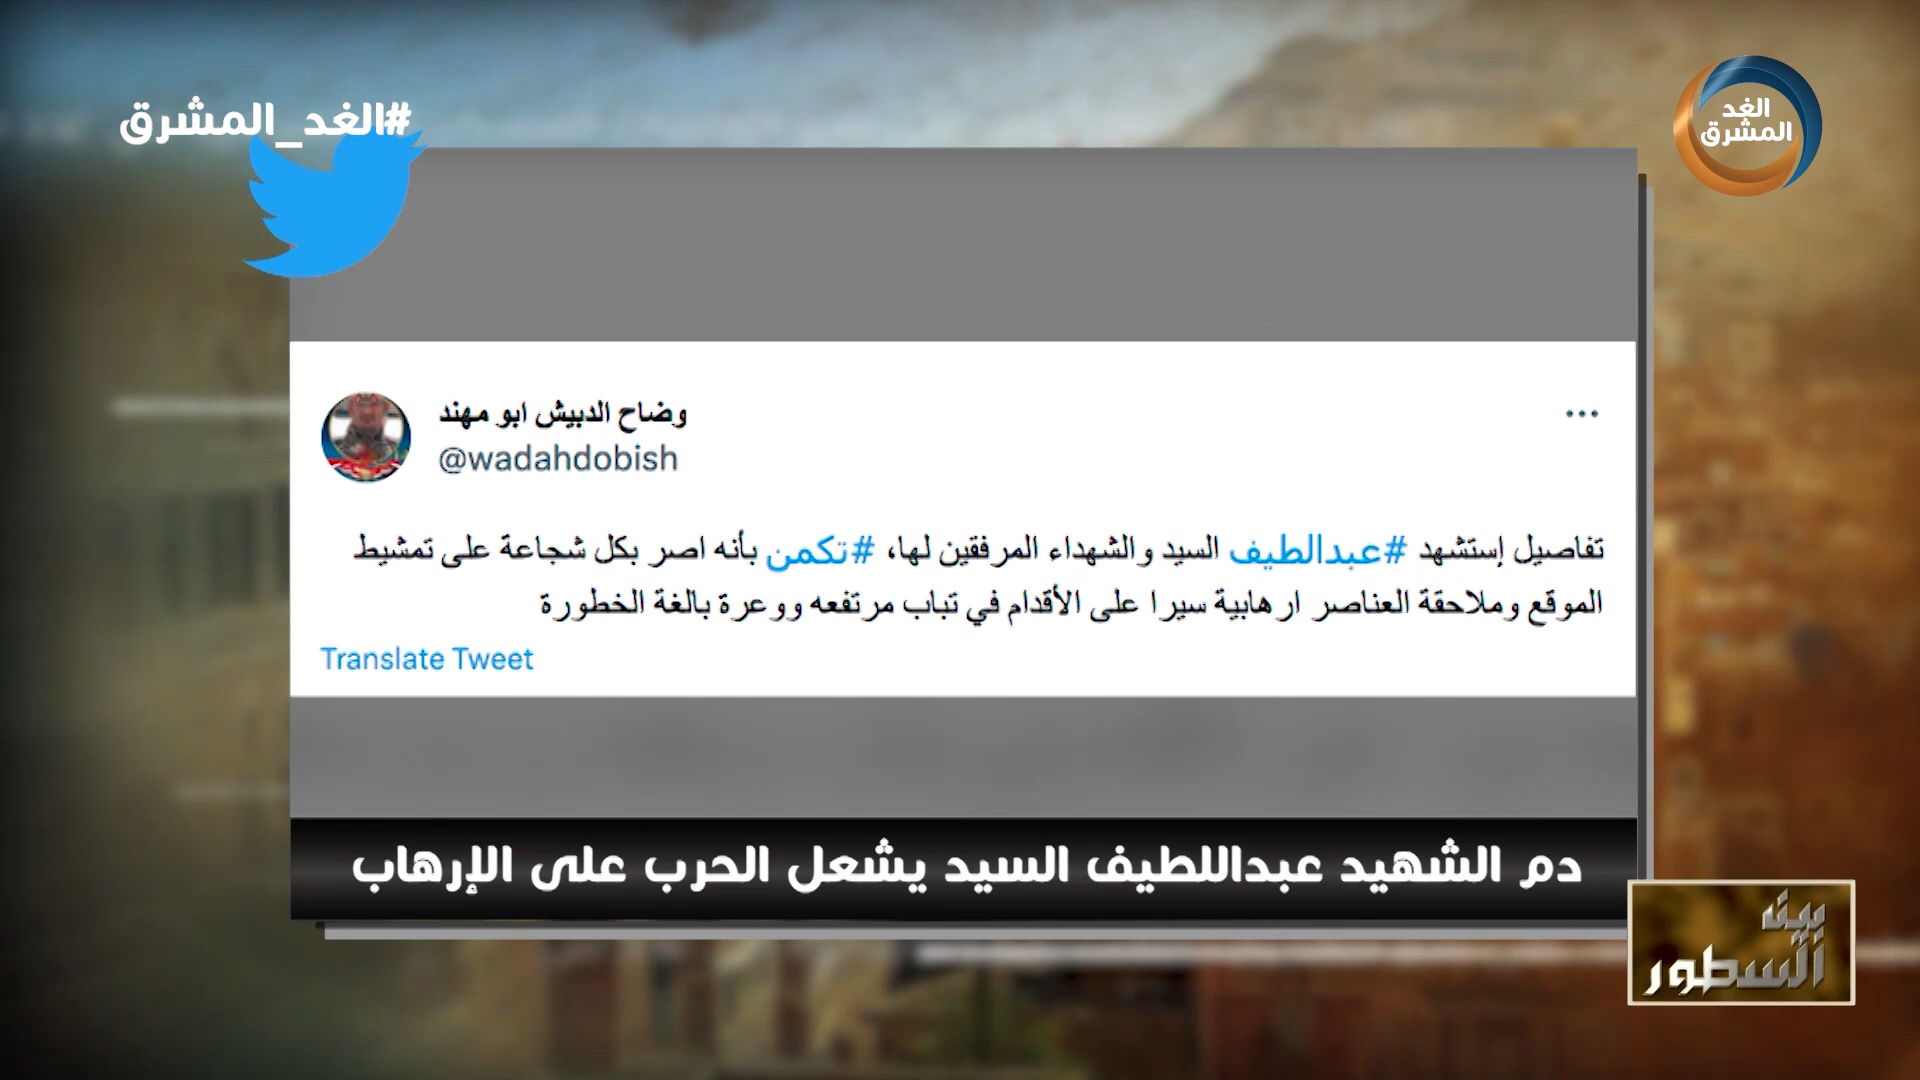 #الغد_المشرق
الغد
المشرق
وضاح الدبيش ابو مهند
@wadahdobish
تفاصيل إستشهد #عبدالطيف السيد والشهداء المرفقين لها، #تكمن بأنه اصر بكل شجاعة على تمشيط
الموقع وملاحقة العناصر ارهابية سيرا على الأقدام في تباب مرتفعه ووعرة بالغة الخطورة
Translate Tweet
دم الشهيد عبداللطيف السيد يشعل الحرب على الإرهاب
بين
السطور